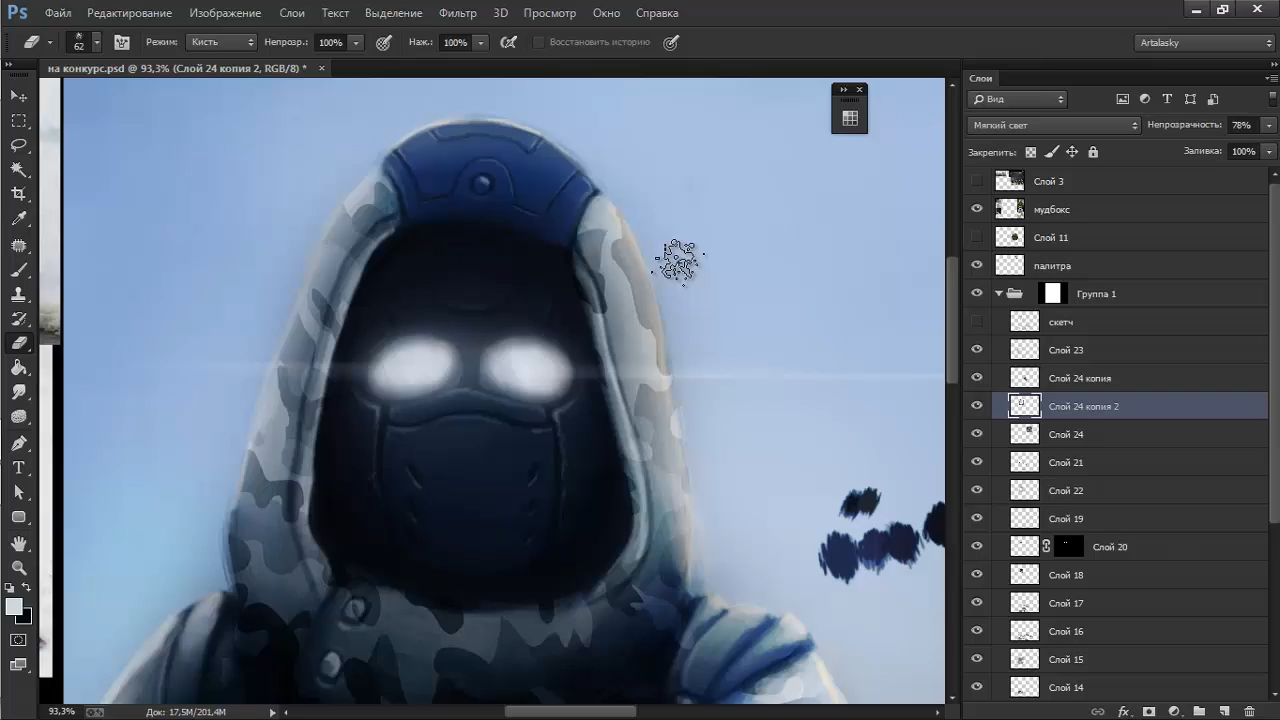 Ps Файл Редактирование Изображение Слои Текст Выделение Фильтр 3D Просмотр Окно Справка
62 Режим: Кисть Непрозр.: 100% Наж.: 100% Восстановить историю Artalasky
на конкурс.psd @ 93,3% (Слой 24 копия 2, RGB/8) * ×
Слои
Вид
Мягкий свет Непрозрачность: 78%
Закрепить: Заливка: 100%
Слой 3
мудбокс
Слой 11
палитра
Группа 1
скетч
Слой 23
Слой 24 копия
Слой 24 копия 2
Слой 24
Слой 21
Слой 22
Слой 19
Слой 20
Слой 18
Слой 17
Слой 16
Слой 15
Слой 14
93,3% Док: 17,5M/201,4M